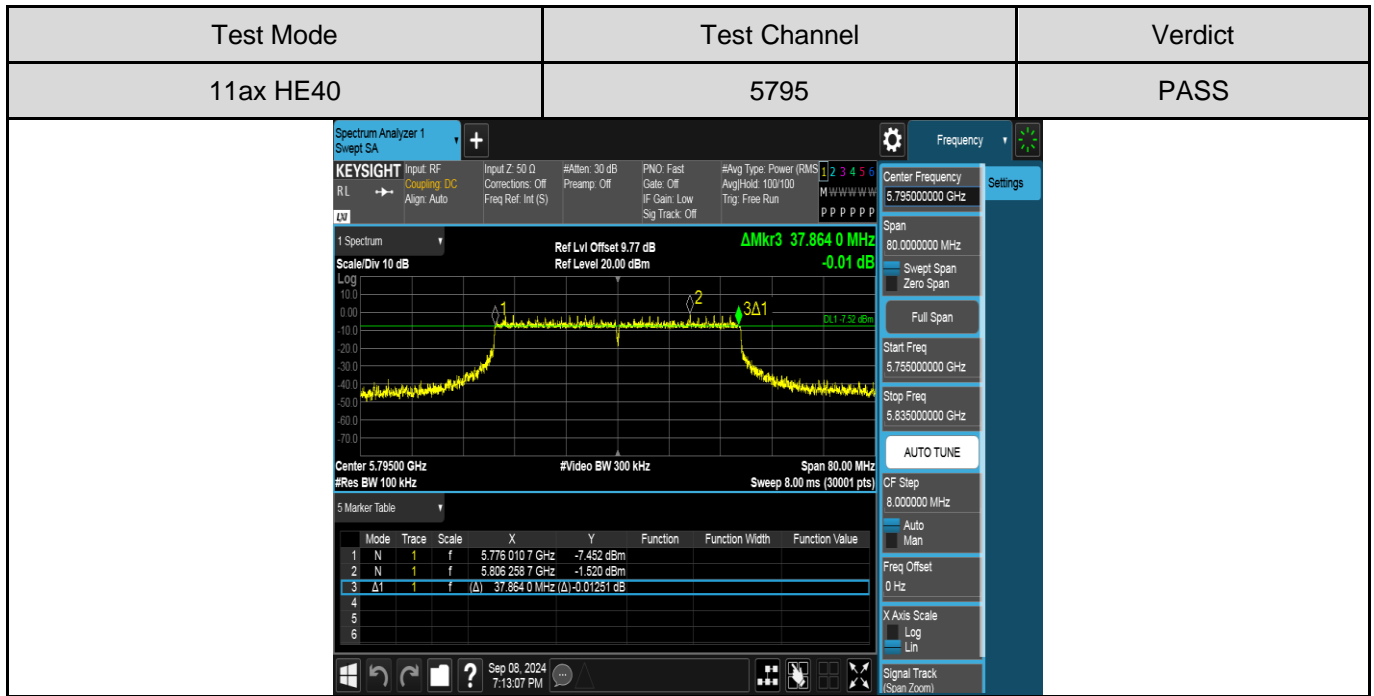 Test Mode Test Channel Verdict
11ax HE40 5795 PASS
Spectrum Analyzer 1
Swept SA
+
Frequency
KEYSIGHT Input: RF Input Z: 50 Ω #Atten: 30 dB PNO: Fast #Avg Type: Power (RMS 1 2 3 4 5 6
RL Coupling: DC Corrections: Off Preamp: Off Gate: Off Avg|Hold: 100/100 M W W W W W
Align: Auto Freq Ref: Int (S) IF Gain: Low Trig: Free Run
LXI Sig Track: Off P P P P P P
Center Frequency
5.795000000 GHz
Settings
1 Spectrum
Ref Lvl Offset 9.77 dB
ΔMkr3 37.864 0 MHz
Scale/Div 10 dB
Ref Level 20.00 dBm
-0.01 dB
Log
10.0
0.00
-10.0
-20.0
-30.0
-40.0
-50.0
-60.0
-70.0
1
2
3Δ1
DL1 -7.52 dBm
Center 5.79500 GHz #Video BW 300 kHz Span 80.00 MHz
#Res BW 100 kHz Sweep 8.00 ms (30001 pts)
5 Marker Table
Mode Trace Scale X Y Function Function Width Function Value
1 N 1 f 5.776 010 7 GHz -7.452 dBm
2 N 1 f 5.806 258 7 GHz -1.520 dBm
3 Δ1 1 f (Δ) 37.864 0 MHz (Δ) -0.01251 dB
4
5
6
Span
80.0000000 MHz
Swept Span
Zero Span
Full Span
Start Freq
5.755000000 GHz
Stop Freq
5.835000000 GHz
AUTO TUNE
CF Step
8.000000 MHz
Auto
Man
Freq Offset
0 Hz
X Axis Scale
Log
Lin
Signal Track
(Span Zoom)
?
Sep 08, 2024
7:13:07 PM